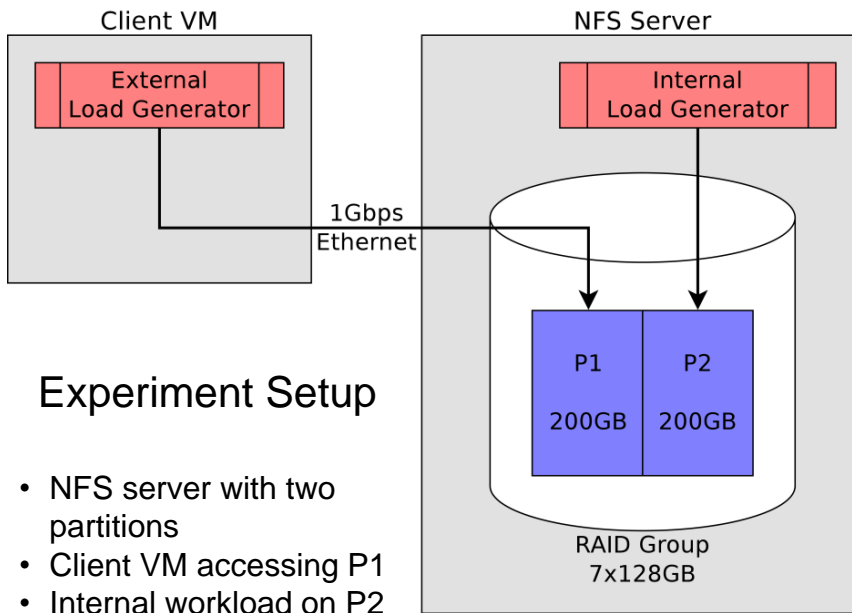 Client VM
NFS Server
External
Load Generator
Internal
Load Generator
1Gbps
Ethernet
P1
P2
200GB
200GB
RAID Group
7x128GB
Experiment Setup
• NFS server with two
partitions
• Client VM accessing P1
• Internal workload on P2